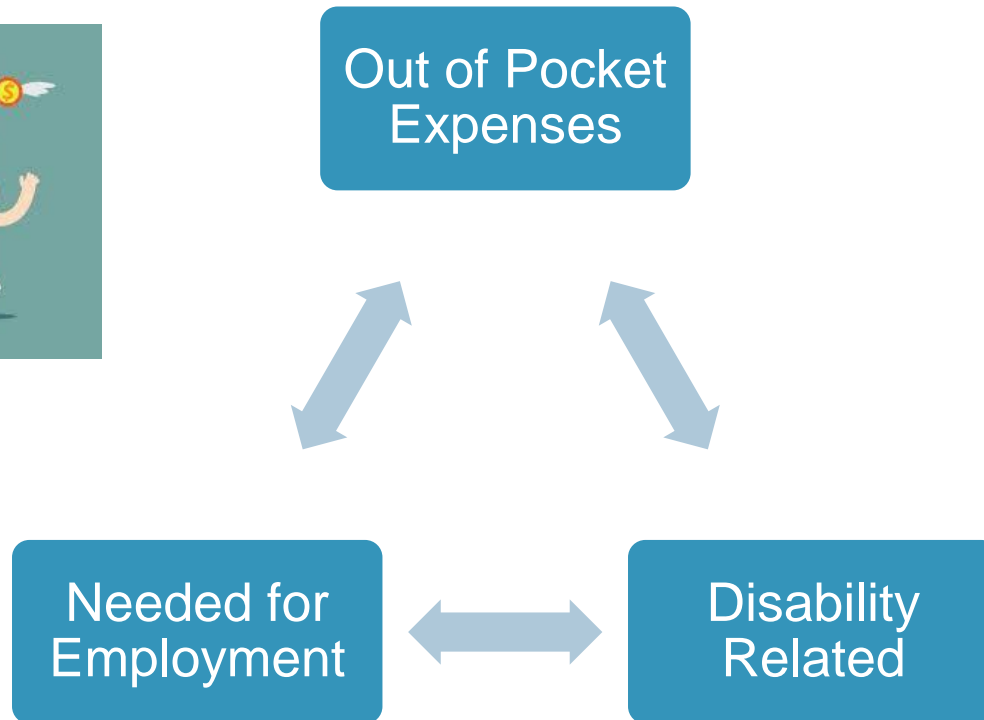 Out of Pocket
Expenses
Needed for
Employment
Disability
Related
$